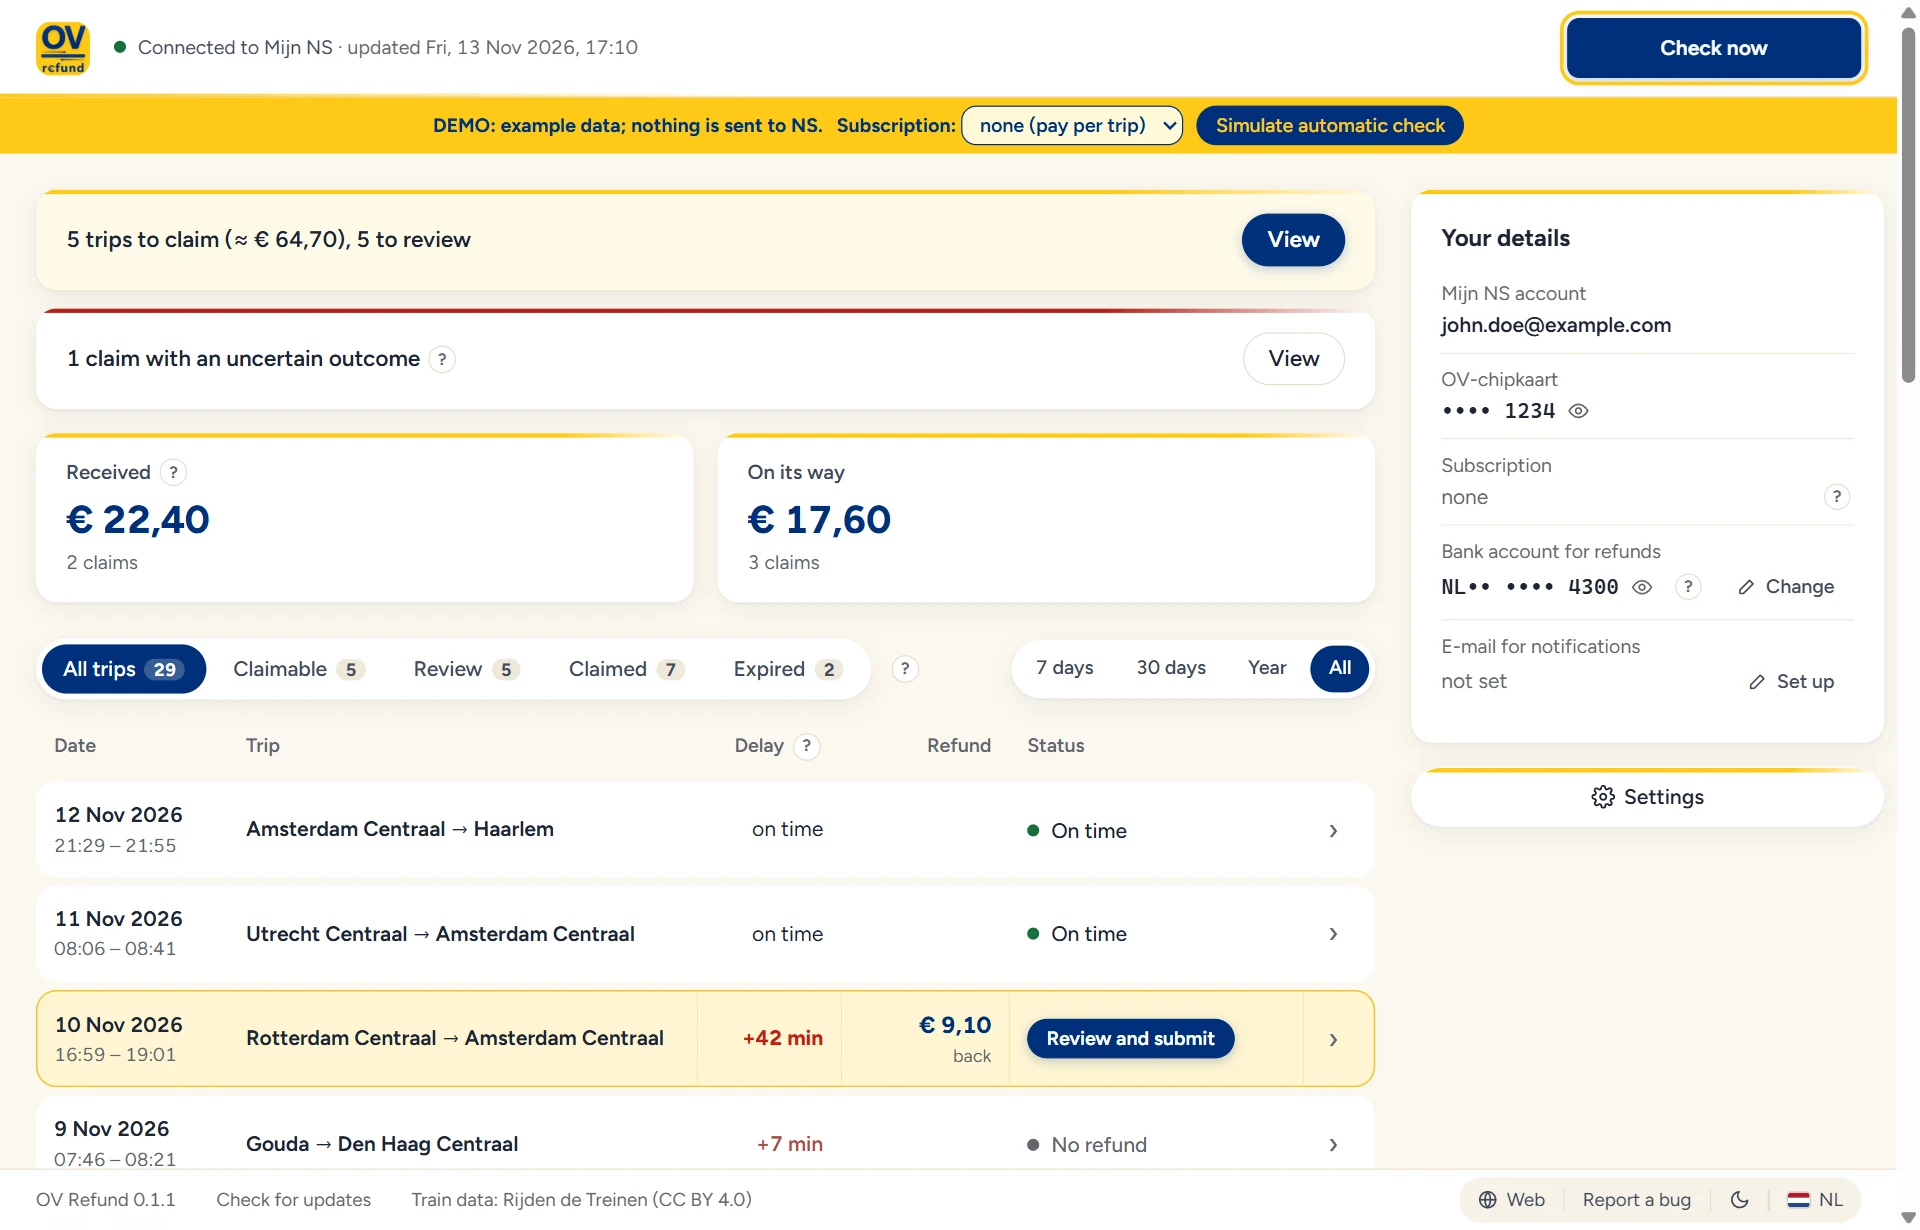 OV
refund
Connected to Mijn NS · updated Fri, 13 Nov 2026, 17:10
Check now
DEMO: example data; nothing is sent to NS. Subscription: none (pay per trip) Simulate automatic check
5 trips to claim (≈ € 64,70), 5 to review
View
1 claim with an uncertain outcome ?
View
Received ?
€ 22,40
2 claims
On its way
€ 17,60
3 claims
All trips 29 Claimable 5 Review 5 Claimed 7 Expired 2 ?
7 days 30 days Year All
Date Trip Delay ? Refund Status
12 Nov 2026
21:29 – 21:55
Amsterdam Centraal → Haarlem
on time
On time
11 Nov 2026
08:06 – 08:41
Utrecht Centraal → Amsterdam Centraal
on time
On time
10 Nov 2026
16:59 – 19:01
Rotterdam Centraal → Amsterdam Centraal
+42 min
€ 9,10
back
Review and submit
9 Nov 2026
07:46 – 08:21
Gouda → Den Haag Centraal
+7 min
No refund
Your details
Mijn NS account
john.doe@example.com
OV-chipkaart
•••• 1234
Subscription
none ?
Bank account for refunds
NL•• •••• 4300 ? Change
E-mail for notifications
not set Set up
Settings
OV Refund 0.1.1 Check for updates Train data: Rijden de Treinen (CC BY 4.0)
Web Report a bug NL